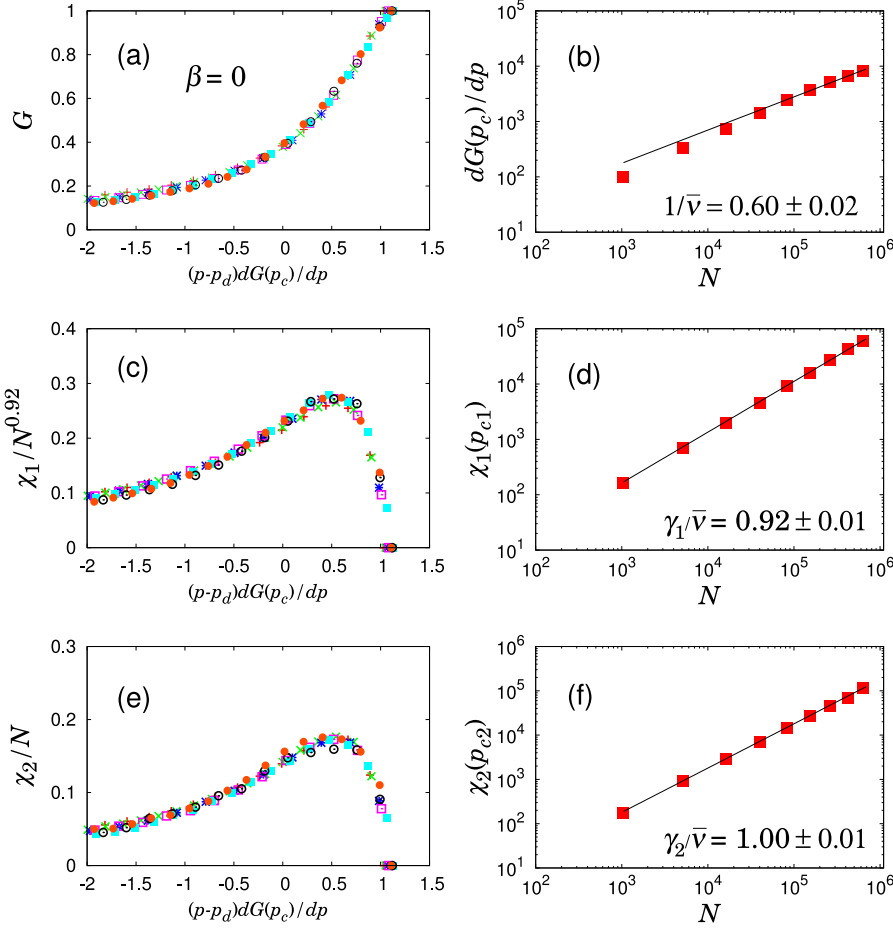 (a)
β = 0
G
1
0.8
0.6
0.4
0.2
0
-2 -1.5 -1 -0.5 0 0.5 1 1.5
(p-p_d)dG(p_c)/dp
(b)
dG(p_c)/dp
10^5
10^4
10^3
10^2
10^1
1/ν̅ = 0.60 ± 0.02
10^2 10^3 10^4 10^5 10^6
N
(c)
χ_1/N^0.92
0.4
0.3
0.2
0.1
0
-2 -1.5 -1 -0.5 0 0.5 1 1.5
(p-p_d)dG(p_c)/dp
(d)
χ_1(p_c1)
10^5
10^4
10^3
10^2
10^1
γ_1/ν̅ = 0.92 ± 0.01
10^2 10^3 10^4 10^5 10^6
N
(e)
χ_2/N
0.3
0.2
0.1
0
-2 -1.5 -1 -0.5 0 0.5 1 1.5
(p-p_d)dG(p_c)/dp
(f)
χ_2(p_c2)
10^6
10^5
10^4
10^3
10^2
10^1
γ_2/ν̅ = 1.00 ± 0.01
10^2 10^3 10^4 10^5 10^6
N